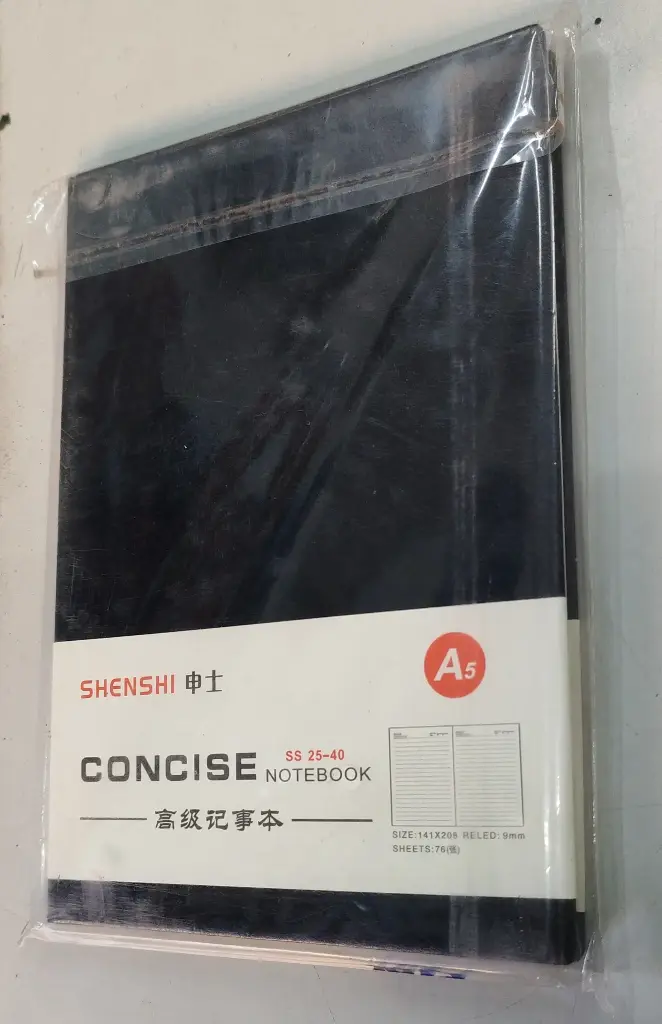 SHENSHI 申士
A5
CONCISE
SS 25-40
NOTEBOOK
高级记事本
SIZE:141X208 RELED:9mm
SHEETS:76(張)